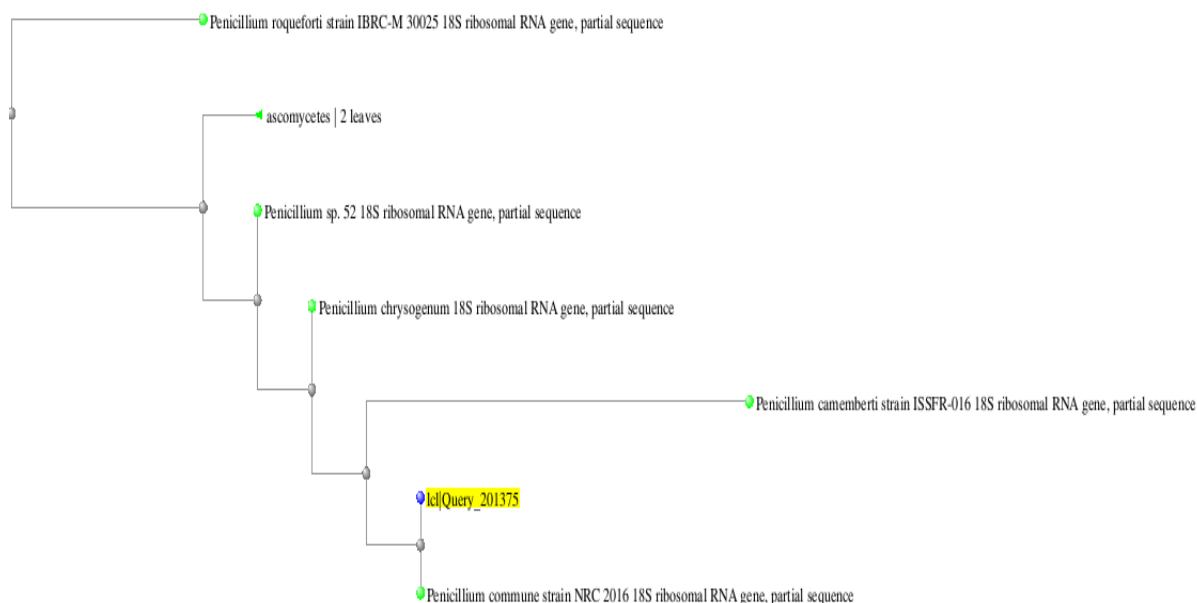 Penicillium roqueforti strain IBRC-M 30025 18S ribosomal RNA gene, partial sequence
ascomycetes | 2 leaves
Penicillium sp. 52 18S ribosomal RNA gene, partial sequence
Penicillium chrysogenum 18S ribosomal RNA gene, partial sequence
Penicillium camemberti strain ISSFR-016 18S ribosomal RNA gene, partial sequence
lcl|Query_201375
Penicillium commune strain NRC 2016 18S ribosomal RNA gene, partial sequence